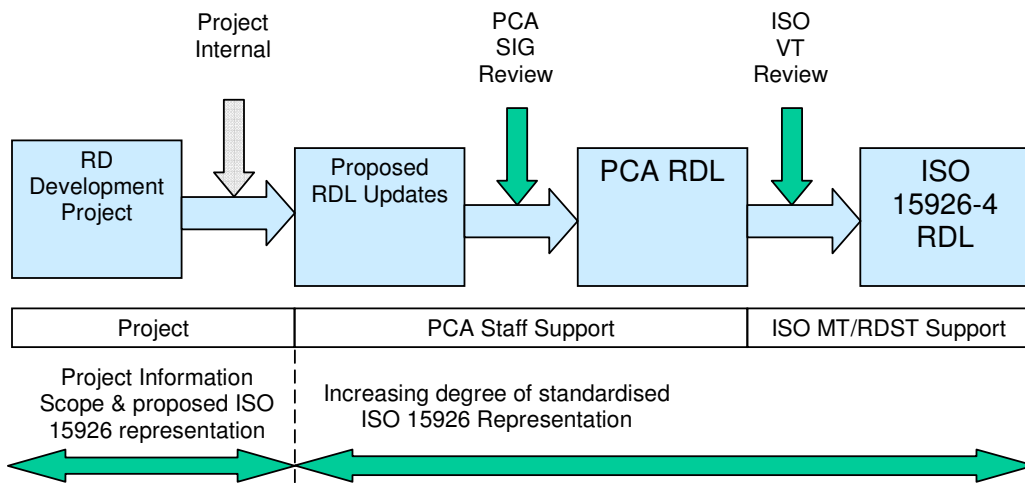 Project
Internal
PCA
SIG
Review
ISO
VT
Review
RD
Development
Project
Proposed
RDL Updates
PCA RDL
ISO
15926-4
RDL
Project
PCA Staff Support
ISO MT/RDST Support
Project Information
Scope & proposed ISO
15926 representation
Increasing degree of standardised
ISO 15926 Representation